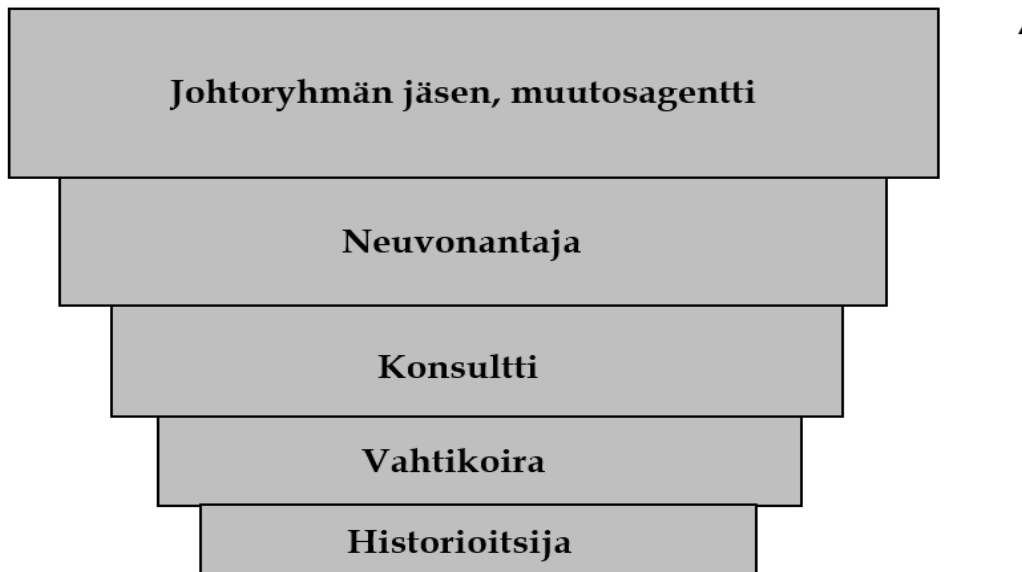 Johtoryhmän jäsen, muutosagentti
Neuvonantaja
Konsultti
Vahtikoira
Historioitsija